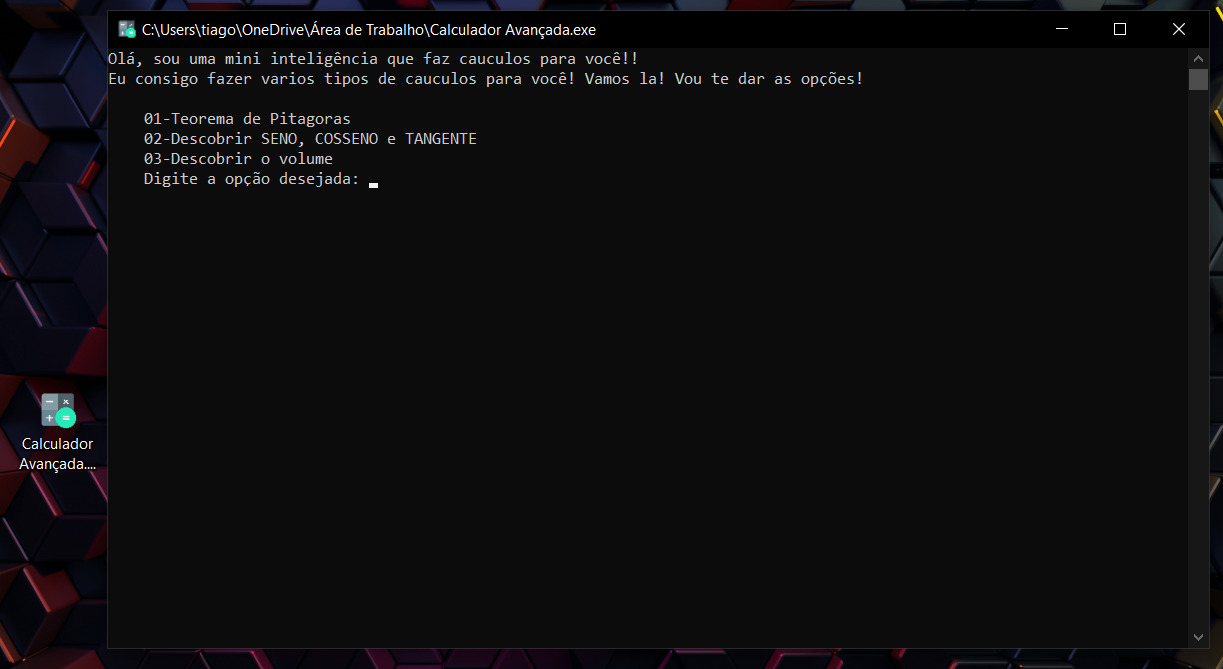 C:\Users\tiago\OneDrive\Área de Trabalho\Calculador Avançada.exe
Olá, sou uma mini inteligência que faz cauculos para você!!
Eu consigo fazer varios tipos de cauculos para você! Vamos la! Vou te dar as opções!
01-Teorema de Pitagoras
02-Descobrir SENO, COSSENO e TANGENTE
03-Descobrir o volume
Digite a opção desejada:
Calculador
Avançada....